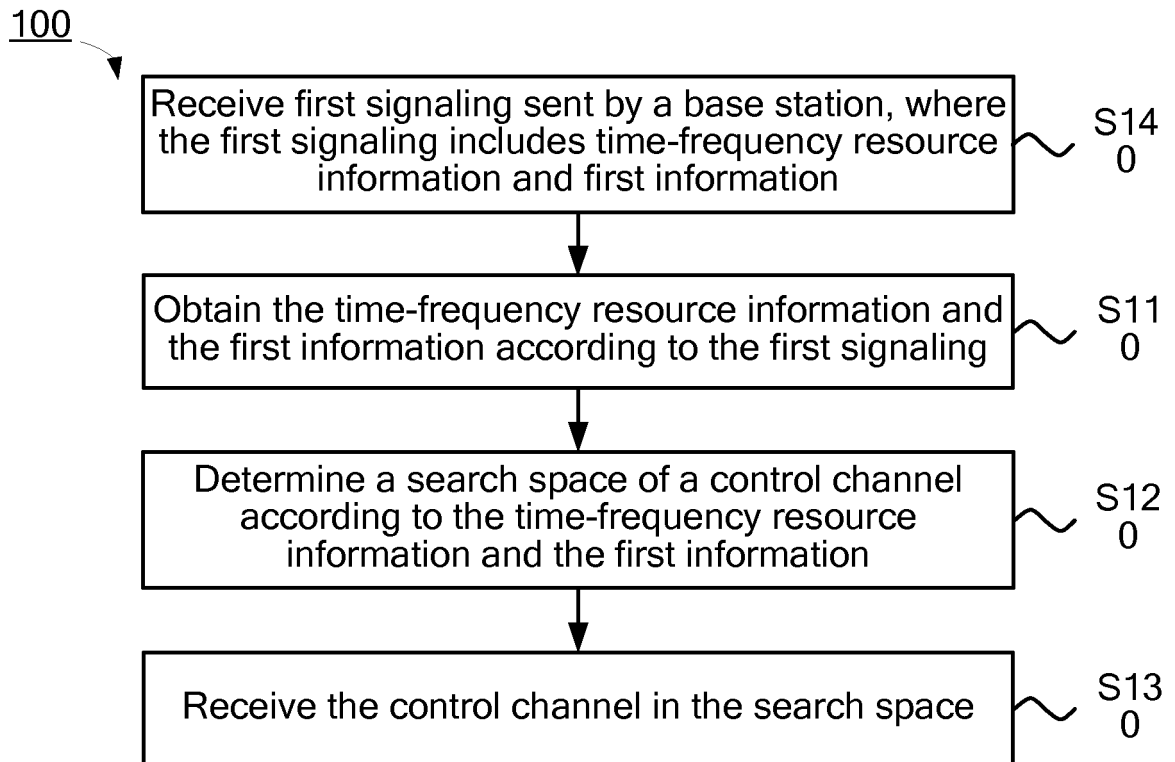 100
Receive first signaling sent by a base station, where
the first signaling includes time-frequency resource
information and first information
S14
0
Obtain the time-frequency resource information and
the first information according to the first signaling
S11
0
Determine a search space of a control channel
according to the time-frequency resource
information and the first information
S12
0
Receive the control channel in the search space
S13
0